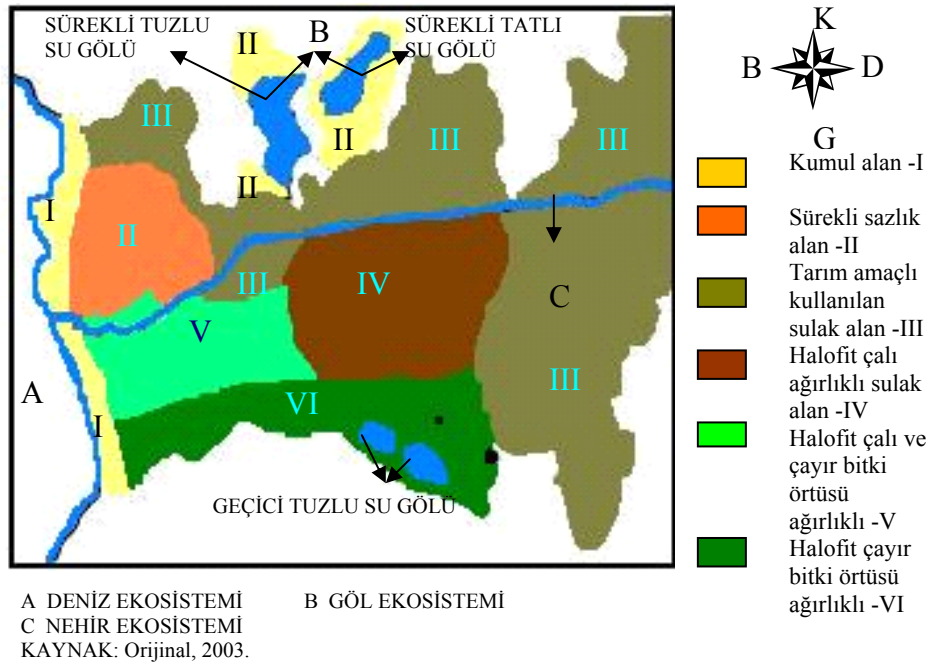 SÜREKLİ TUZLU
SU GÖLÜ
B
SÜREKLİ TATLI
SU GÖLÜ
II
II
II
II
III
III
III
I
II
III
IV
V
C
III
A
I
VI
GEÇİCİ TUZLU SU GÖLÜ
K
B
D
G
Kumul alan -I
Sürekli sazlık
alan -II
Tarım amaçlı
kullanılan
sulak alan -III
Halofit çalı
ağırlıklı sulak
alan -IV
Halofit çalı ve
çayır bitki
örtüsü
ağırlıklı -V
Halofit çayır
bitki örtüsü
ağırlıklı -VI
A DENİZ EKOSİSTEMİ B GÖL EKOSİSTEMİ
C NEHİR EKOSİSTEMİ
KAYNAK: Orijinal, 2003.